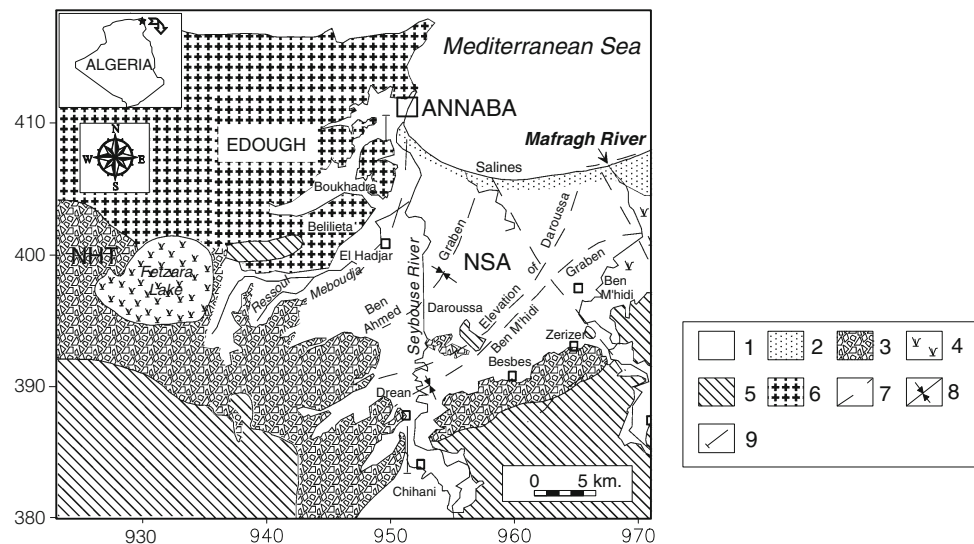 ALGERIA
Mediterranean Sea
ANNABA
410
EDOUGH
Mafragh River
N
W
E
S
Salines
Boukhadra
Belilieta
400
NHT
El Hadjar
Graben
NSA
Elevation of Daroussa
Graben
Ben
M'hidi
Fetzara
Lake
Ressoul
Meboudja
Seybouse River
Ben
Ahmed
Daroussa
Ben M'hidi
Zerizer
390
Besbes
Drean
Chihani
0 5 km.
380
930 940 950 960 970
1 2 3 4
5 6 7 8
9